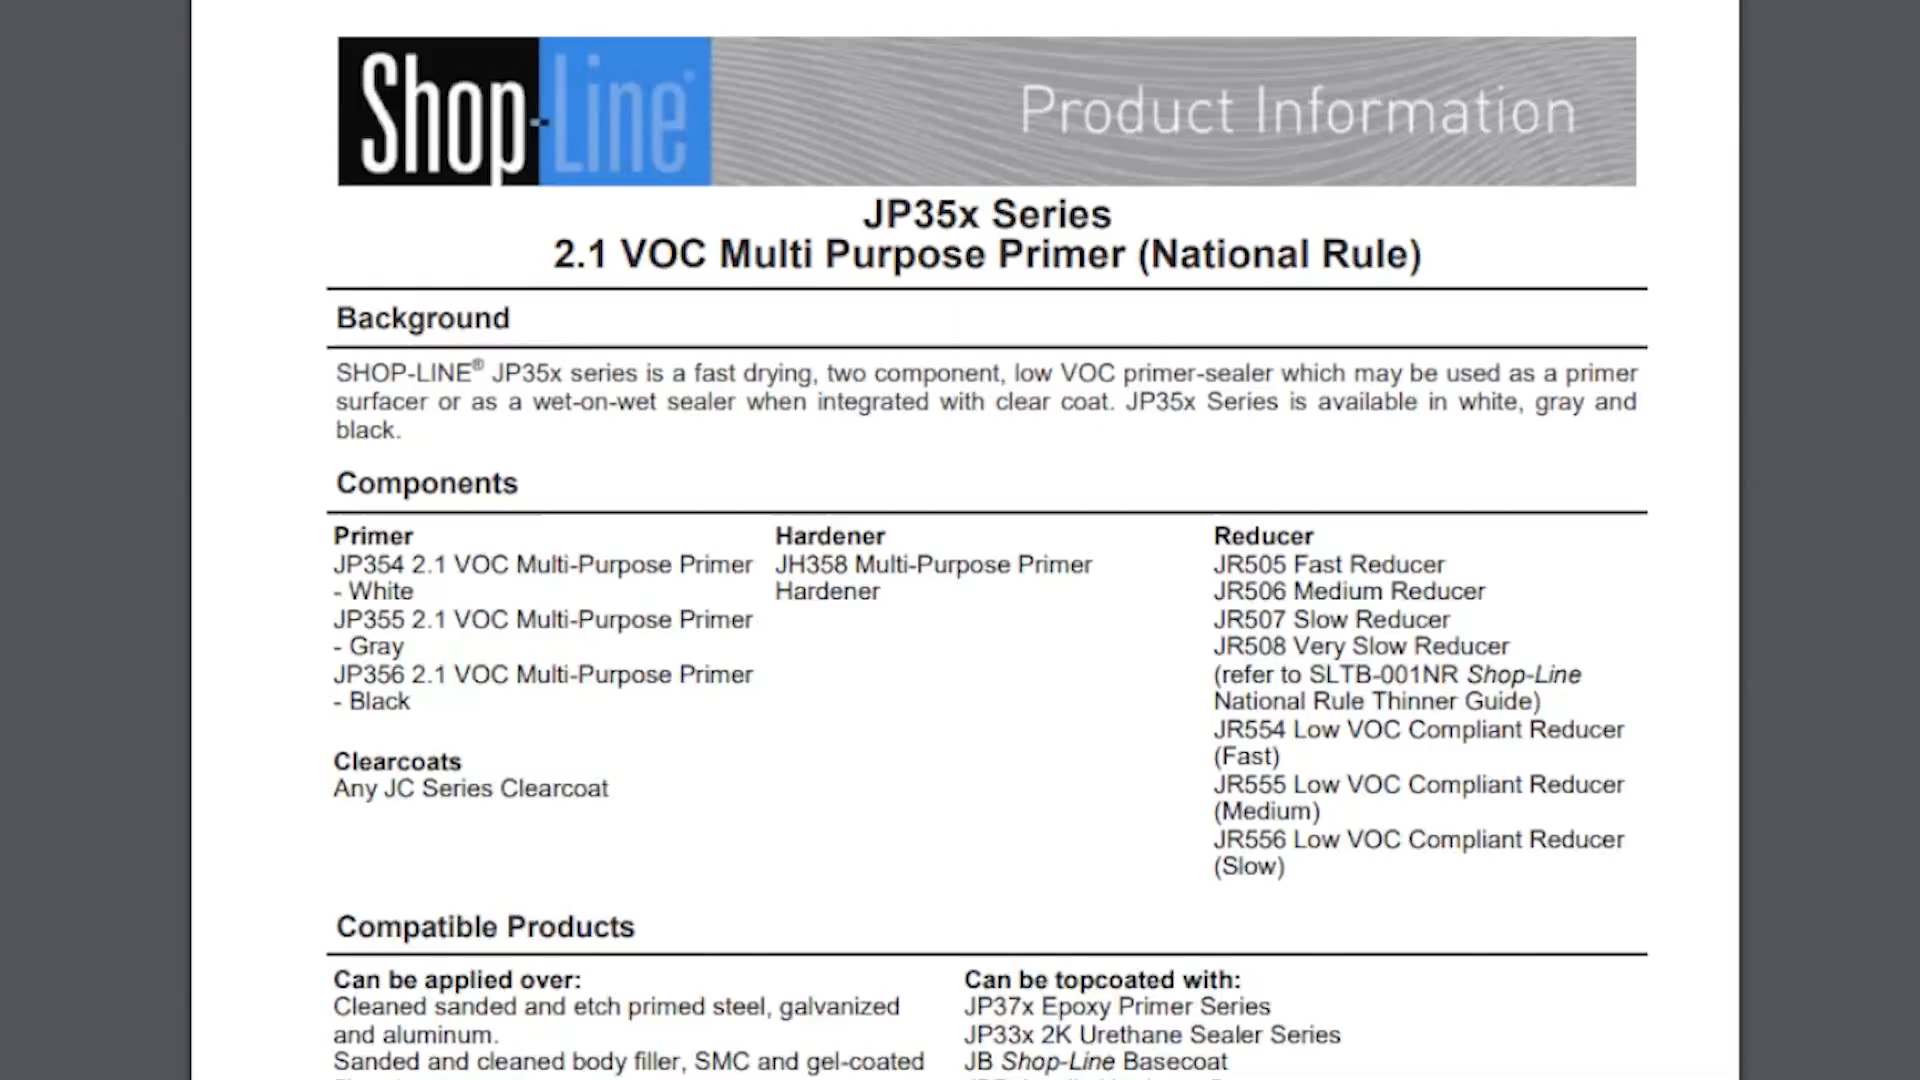 Shop-Line®
Product Information
JP35x Series
2.1 VOC Multi Purpose Primer (National Rule)
Background
SHOP-LINE® JP35x series is a fast drying, two component, low VOC primer-sealer which may be used as a primer
surfacer or as a wet-on-wet sealer when integrated with clear coat. JP35x Series is available in white, gray and
black.
Components
Primer
JP354 2.1 VOC Multi-Purpose Primer
- White
JP355 2.1 VOC Multi-Purpose Primer
- Gray
JP356 2.1 VOC Multi-Purpose Primer
- Black
Clearcoats
Any JC Series Clearcoat
Hardener
JH358 Multi-Purpose Primer
Hardener
Reducer
JR505 Fast Reducer
JR506 Medium Reducer
JR507 Slow Reducer
JR508 Very Slow Reducer
(refer to SLTB-001NR Shop-Line
National Rule Thinner Guide)
JR554 Low VOC Compliant Reducer
(Fast)
JR555 Low VOC Compliant Reducer
(Medium)
JR556 Low VOC Compliant Reducer
(Slow)
Compatible Products
Can be applied over:
Cleaned sanded and etch primed steel, galvanized
and aluminum.
Sanded and cleaned body filler, SMC and gel-coated
Can be topcoated with:
JP37x Epoxy Primer Series
JP33x 2K Urethane Sealer Series
JB Shop-Line Basecoat